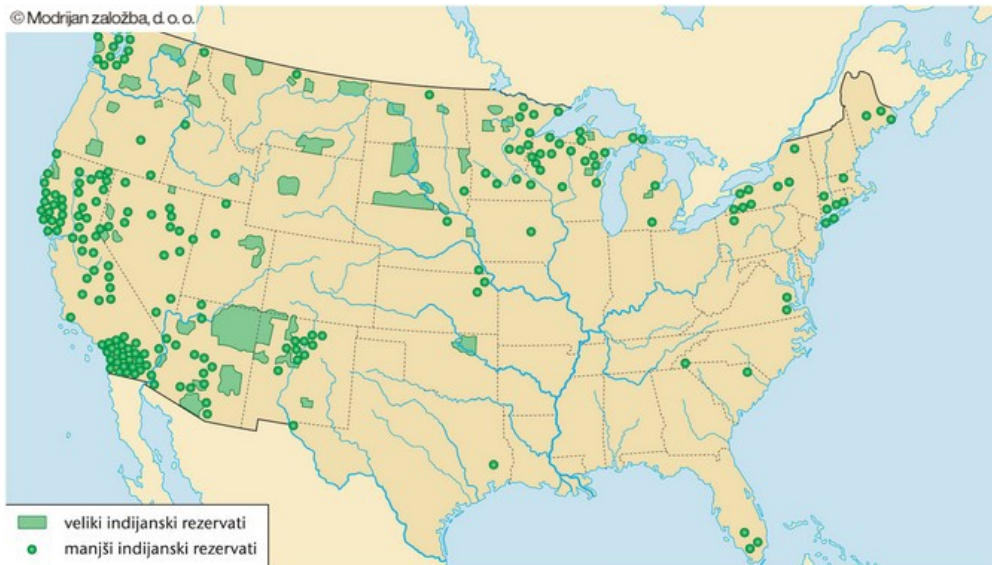 © Modrijan založba, d. o. o.
veliki indijanski rezervati
manjši indijanski rezervati